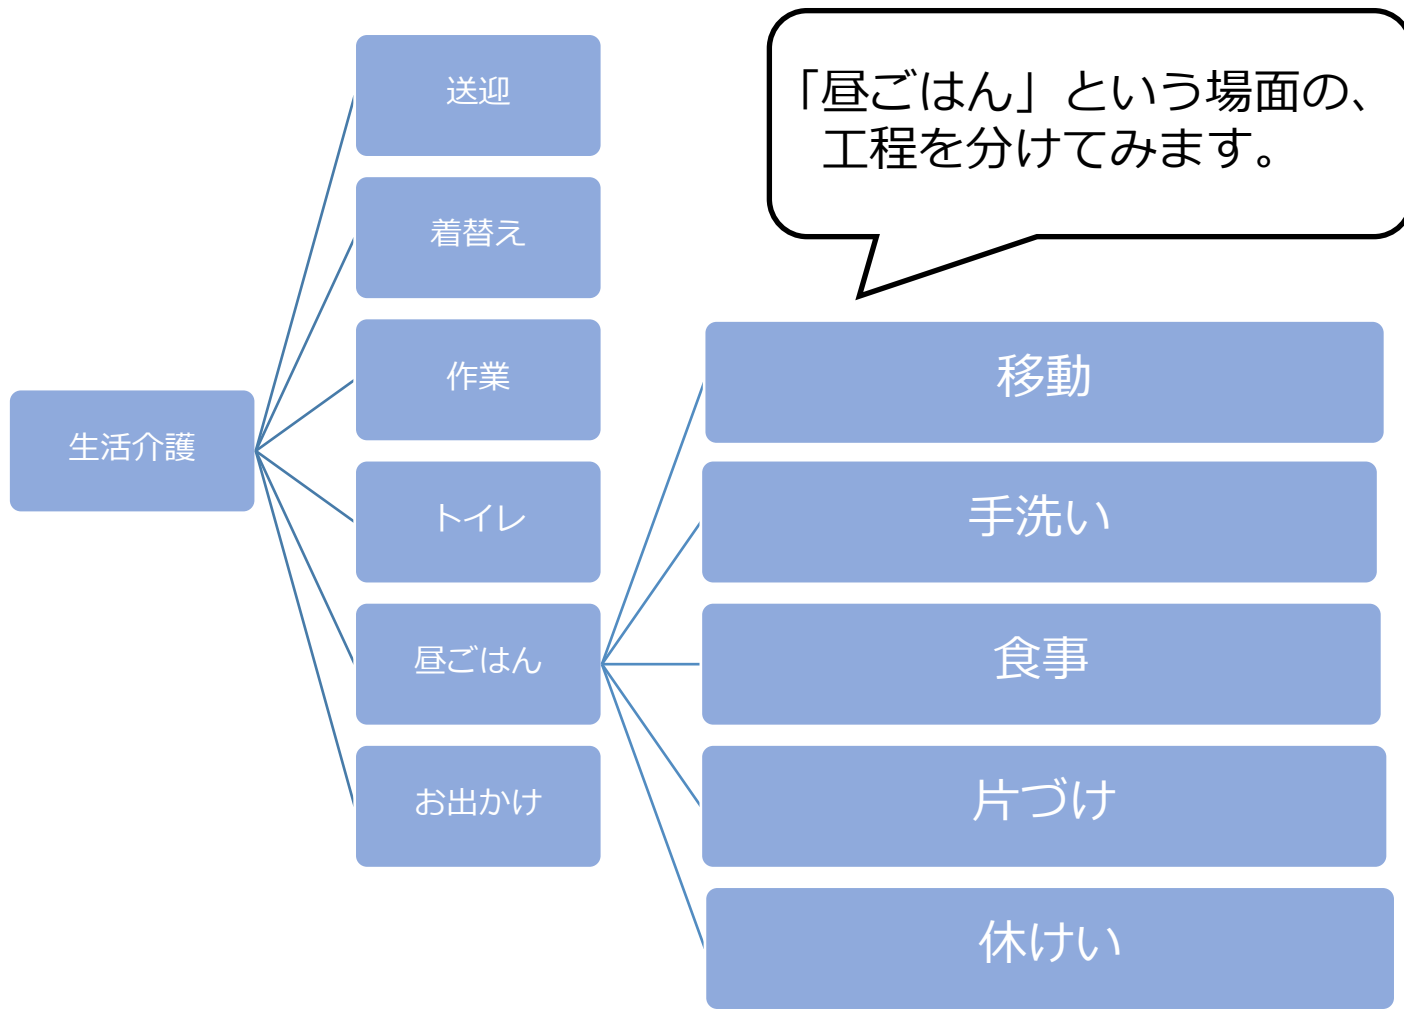 「昼ごはん」という場面の、
工程を分けてみます。
生活介護
送迎
着替え
作業
トイレ
昼ごはん
お出かけ
移動
手洗い
食事
片づけ
休けい